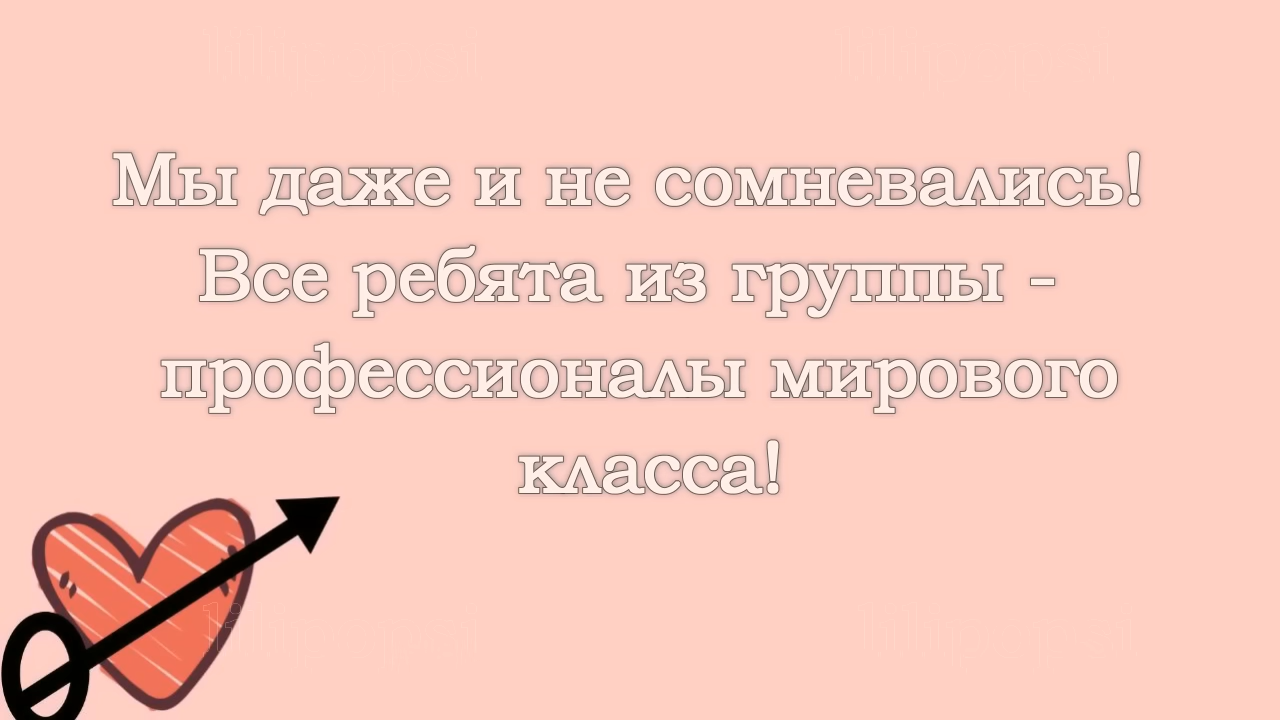 Мы даже и не сомневались!
Все ребята из группы -
профессионалы мирового
класса!